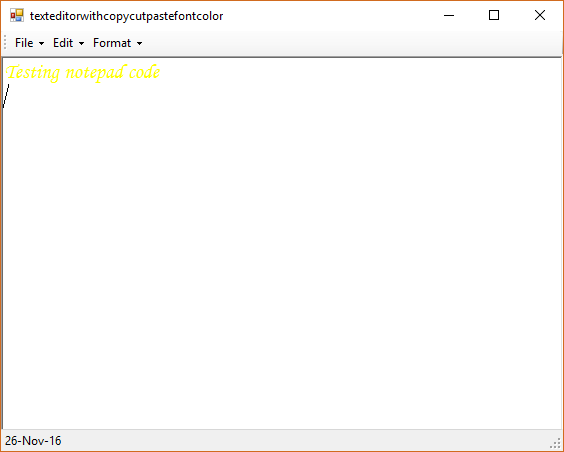 texteditorwithcopycutpastefontcolor
File Edit Format
Testing notepad code
26-Nov-16